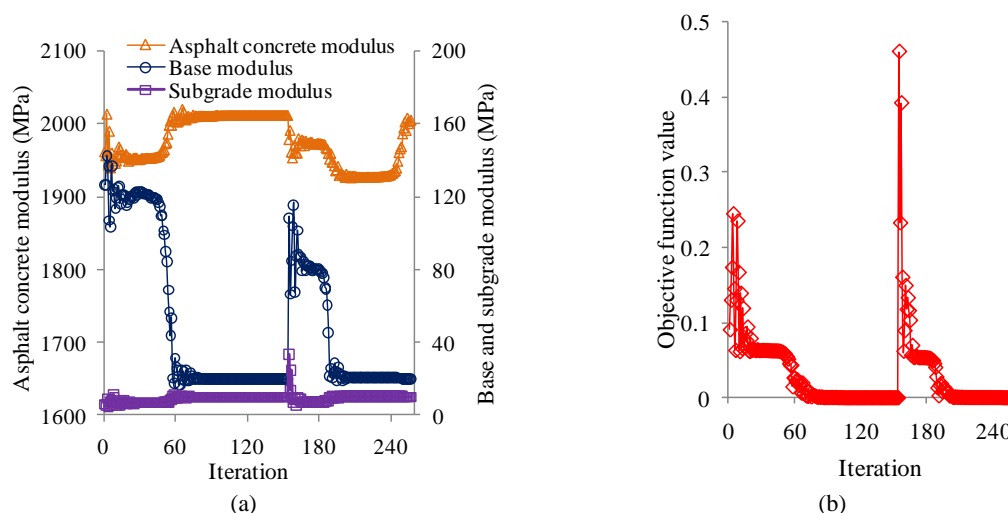 Asphalt concrete modulus (MPa)
2100
2000
1900
1800
1700
1600
Asphalt concrete modulus
Base modulus
Subgrade modulus
200
160
120
80
40
0
Base and subgrade modulus (MPa)
0
60
120
180
240
Iteration
(a)
Objective function value
0.5
0.4
0.3
0.2
0.1
0
0
60
120
180
240
Iteration
(b)